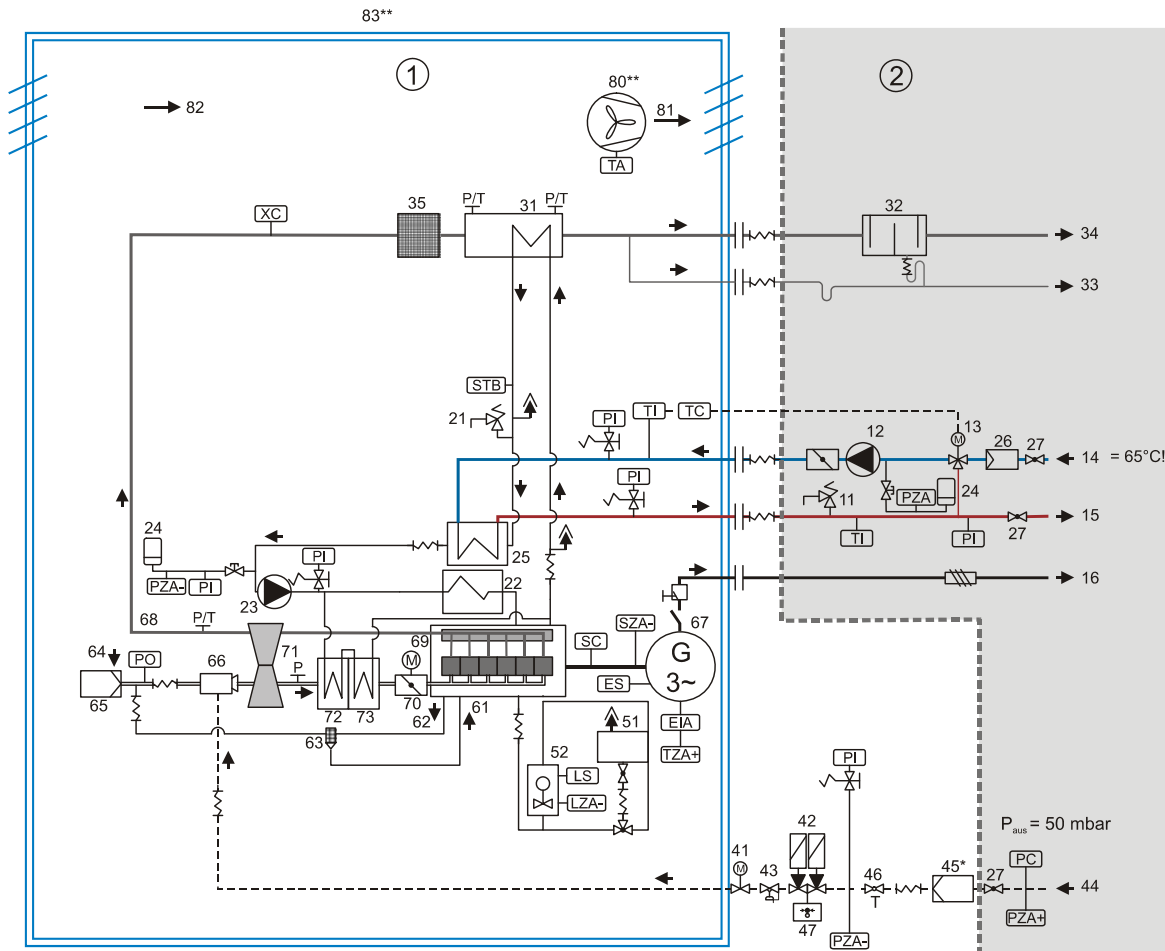 83**
1
2
80**
82
81
TA
P/T
P/T
XC
35
31
32
34
33
STB
21
PI
TI
TC
12
13
26
27
14 = 65°C!
PI
11
PZA
24
15
TI
PI
27
24
25
PZA-
PI
PI
22
23
16
68
P/T
67
SZA-
SC
G
3~
69
M
M
64
PO
66
71
P
65
72
73
70
62
61
63
ES
EIA
TZA+
51
52
LS
LZA-
PI
P aus = 50 mbar
42
41
M
43
46
45*
27
PC
44
47
PZA-
PZA+